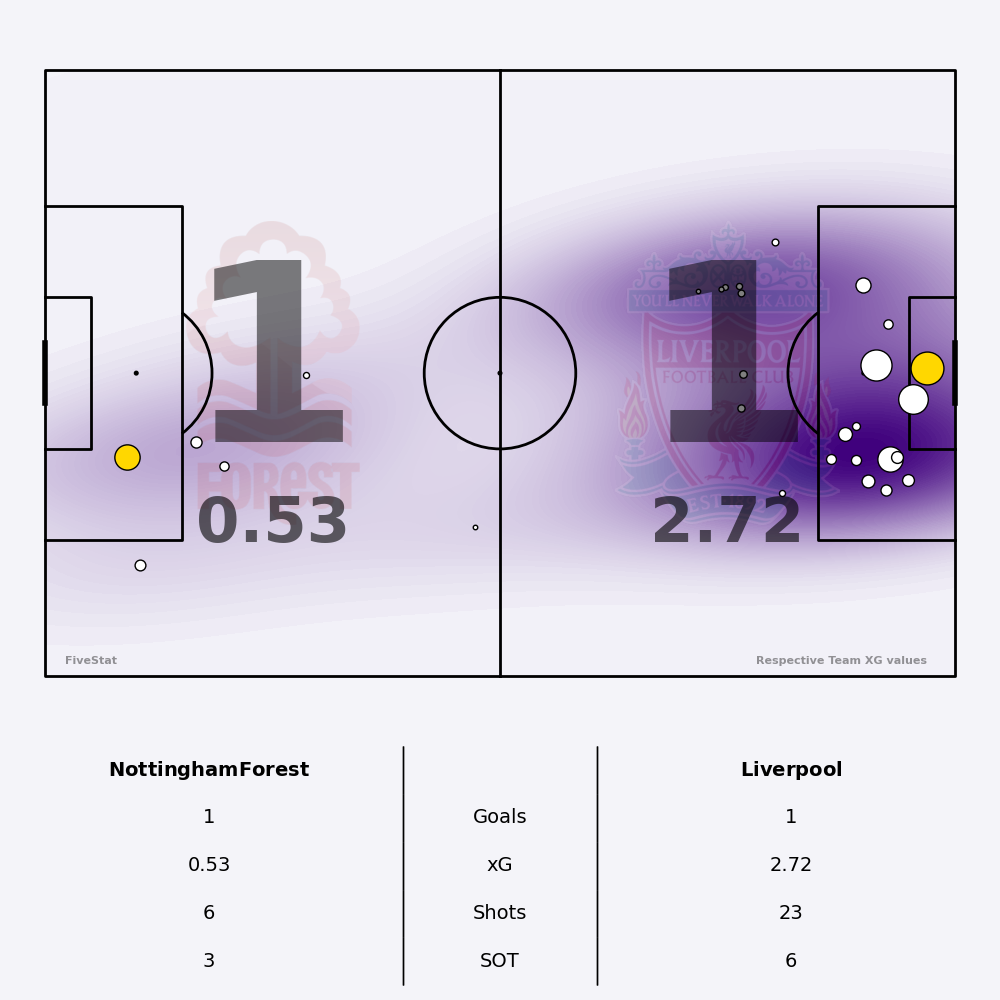 1 1
YOU'LL NEVER WALK ALONE
LIVERPOOL
FOOTBALL CLUB
FOREST
0.53 2.72
FiveStat Respective Team XG values
NottinghamForest Liverpool
1 Goals 1
0.53 xG 2.72
6 Shots 23
3 SOT 6